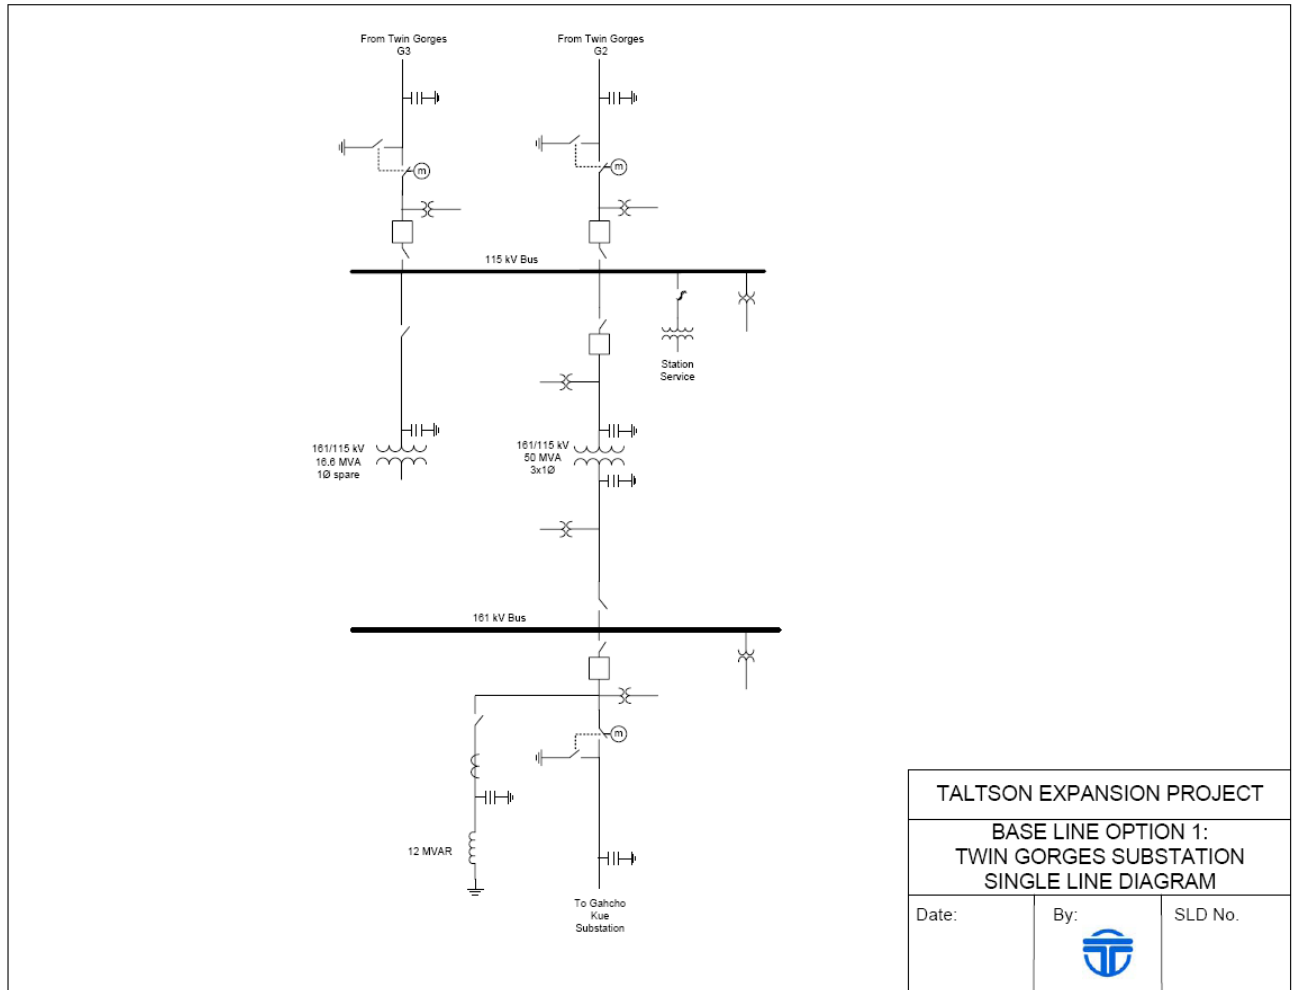 From Twin Gorges
G3
From Twin Gorges
G2
m
m
115 kV Bus
Station
Service
161/115 kV
16.6 MVA
1Ø spare
161/115 kV
50 MVA
3x1Ø
161 kV Bus
m
12 MVAR
To Gahcho
Kue
Substation
TALTSON EXPANSION PROJECT
BASE LINE OPTION 1:
TWIN GORGES SUBSTATION
SINGLE LINE DIAGRAM
Date:
By:
SLD No.